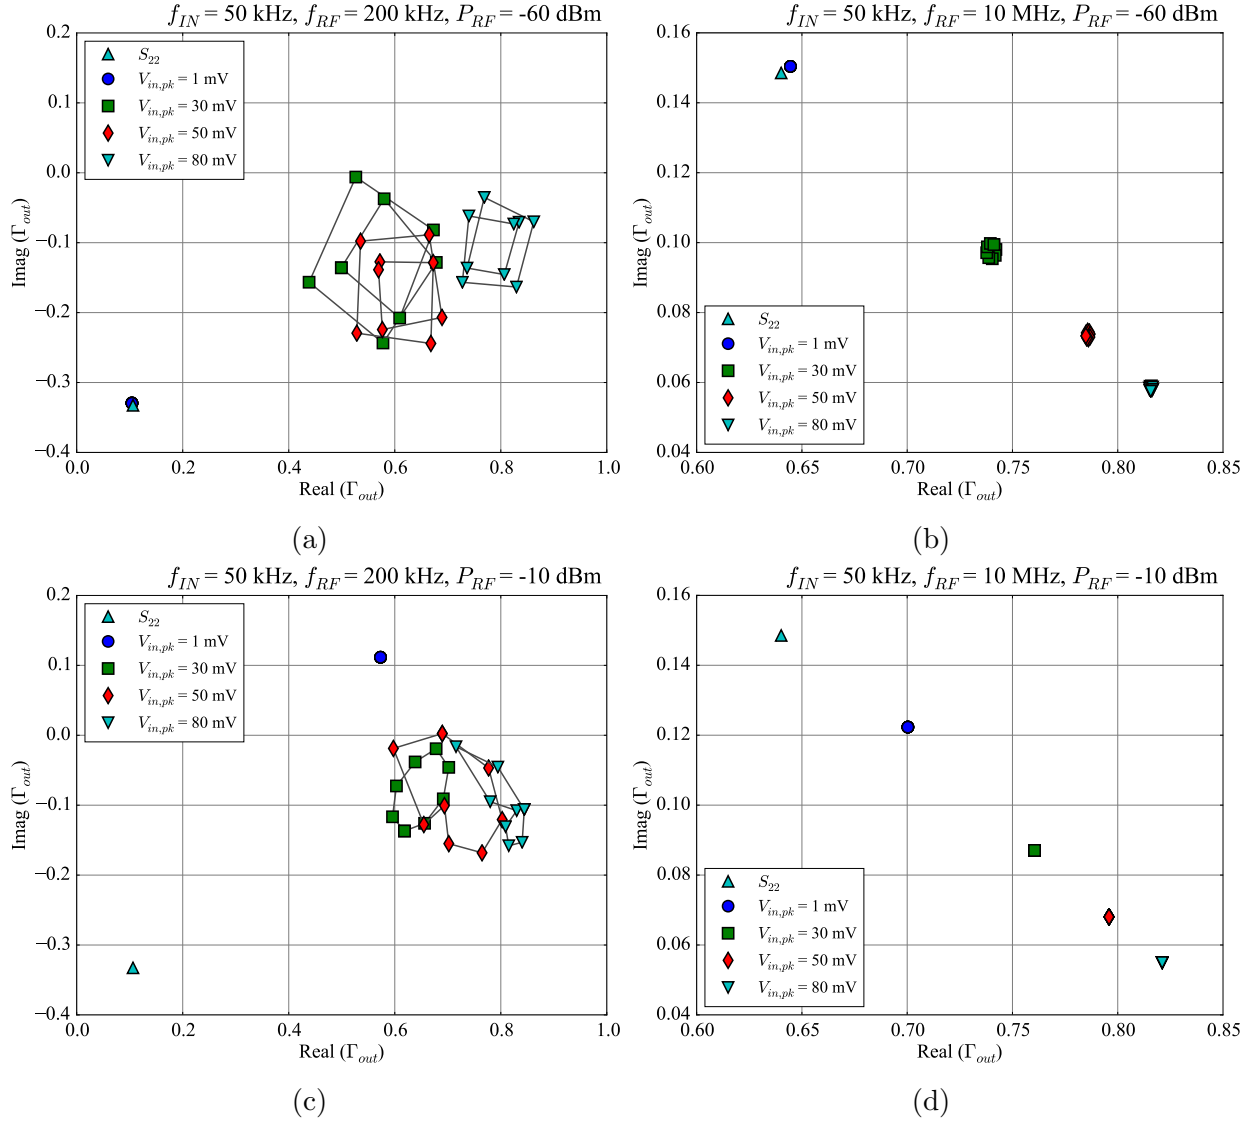 f_IN = 50 kHz, f_RF = 200 kHz, P_RF = -60 dBm
0.2
0.1
0.0
−0.1
−0.2
−0.3
−0.4
Imag (Γ_out)
S_22
V_in,pk = 1 mV
V_in,pk = 30 mV
V_in,pk = 50 mV
V_in,pk = 80 mV
0.0 0.2 0.4 0.6 0.8 1.0
Real (Γ_out)
(a)
f_IN = 50 kHz, f_RF = 10 MHz, P_RF = -60 dBm
0.16
0.14
0.12
0.10
0.08
0.06
0.04
Imag (Γ_out)
S_22
V_in,pk = 1 mV
V_in,pk = 30 mV
V_in,pk = 50 mV
V_in,pk = 80 mV
0.60 0.65 0.70 0.75 0.80 0.85
Real (Γ_out)
(b)
f_IN = 50 kHz, f_RF = 200 kHz, P_RF = -10 dBm
0.2
0.1
0.0
−0.1
−0.2
−0.3
−0.4
Imag (Γ_out)
S_22
V_in,pk = 1 mV
V_in,pk = 30 mV
V_in,pk = 50 mV
V_in,pk = 80 mV
0.0 0.2 0.4 0.6 0.8 1.0
Real (Γ_out)
(c)
f_IN = 50 kHz, f_RF = 10 MHz, P_RF = -10 dBm
0.16
0.14
0.12
0.10
0.08
0.06
0.04
Imag (Γ_out)
S_22
V_in,pk = 1 mV
V_in,pk = 30 mV
V_in,pk = 50 mV
V_in,pk = 80 mV
0.60 0.65 0.70 0.75 0.80 0.85
Real (Γ_out)
(d)